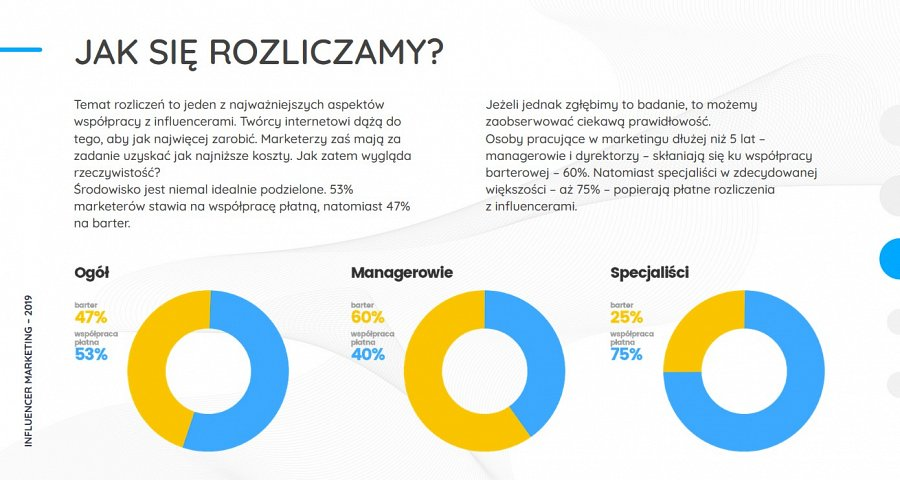 JAK SIĘ ROZLICZAMY?
Temat rozliczeń to jeden z najważniejszych aspektów
współpracy z influencerami. Twórcy internetowi dążą do
tego, aby jak najwięcej zarobić. Marketerzy zaś mają za
zadanie uzyskać jak najniższe koszty. Jak zatem wygląda
rzeczywistość?
Środowisko jest niemal idealnie podzielone. 53%
marketerów stawia na współpracę płatną, natomiast 47%
na barter.
Jeżeli jednak zgłębimy to badanie, to możemy
zaobserwować ciekawą prawidłowość.
Osoby pracujące w marketingu dłużej niż 5 lat –
managerowie i dyrektorzy – skłaniają się ku współpracy
barterowej – 60%. Natomiast specjaliści w zdecydowanej
większości – aż 75% – popierają płatne rozliczenia
z influencerami.
Ogół
barter
47%
współpraca
płatna
53%
Managerowie
barter
60%
współpraca
płatna
40%
Specjaliści
barter
25%
współpraca
płatna
75%
INFLUENCER MARKETING – 2019